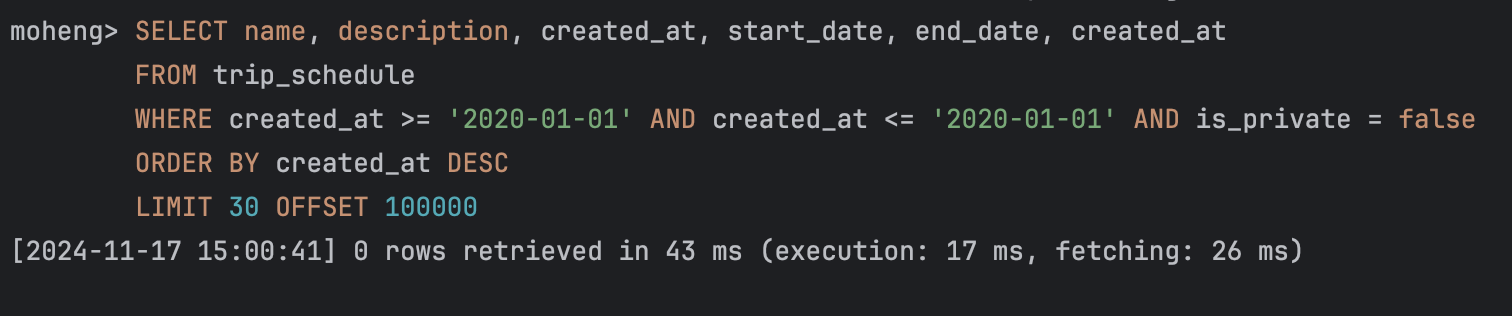 moheng> SELECT name, description, created_at, start_date, end_date, created_at
FROM trip_schedule
WHERE created_at >= '2020-01-01' AND created_at <= '2020-01-01' AND is_private = false
ORDER BY created_at DESC
LIMIT 30 OFFSET 100000
[2024-11-17 15:00:41] 0 rows retrieved in 43 ms (execution: 17 ms, fetching: 26 ms)